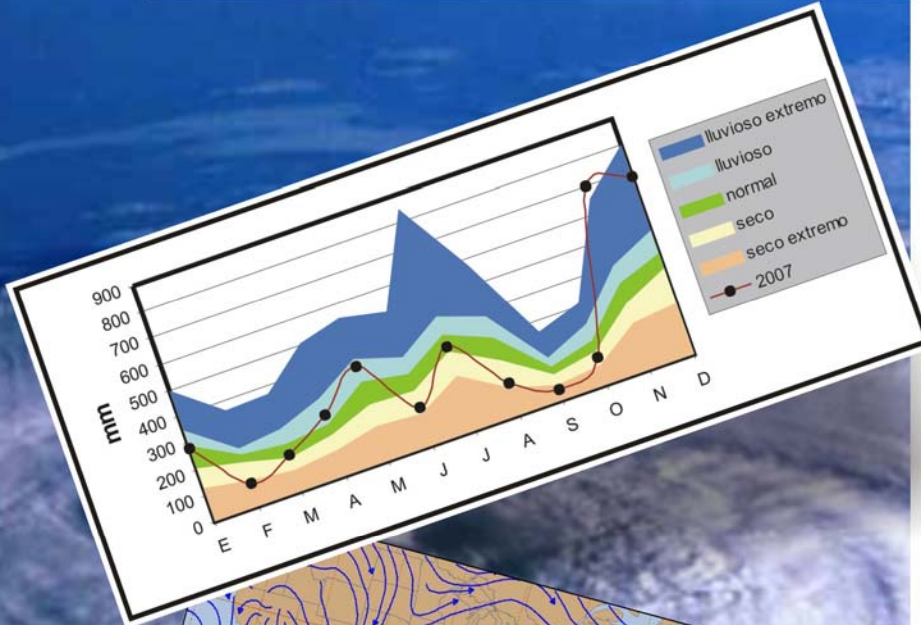 900
800
700
600
500
400
300
200
100
0
mm
E F M A M J J A S O N D
lluvioso extremo
lluvioso
normal
seco
seco extremo
2007